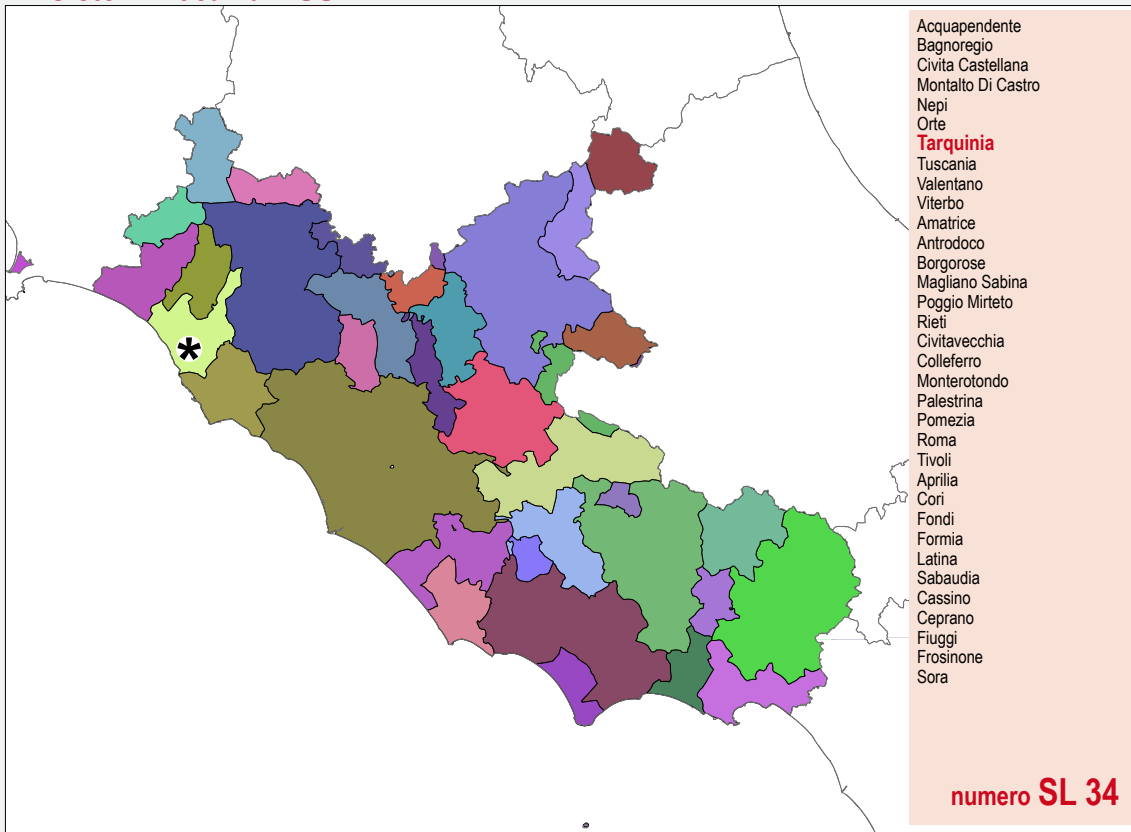 Acquapendente
Bagnoregio
Civita Castellana
Montalto Di Castro
Nepi
Orte
Tarquinia
Tuscania
Valentano
Viterbo
Amatrice
Antrodoco
Borgorose
Magliano Sabina
Poggio Mirteto
Rieti
Civitavecchia
Colleferro
Monterotondo
Palestrina
Pomezia
Roma
Tivoli
Aprilia
Cori
Fondi
Formia
Latina
Sabaudia
Cassino
Ceprano
Fiuggi
Frosinone
Sora
numero SL 34
*